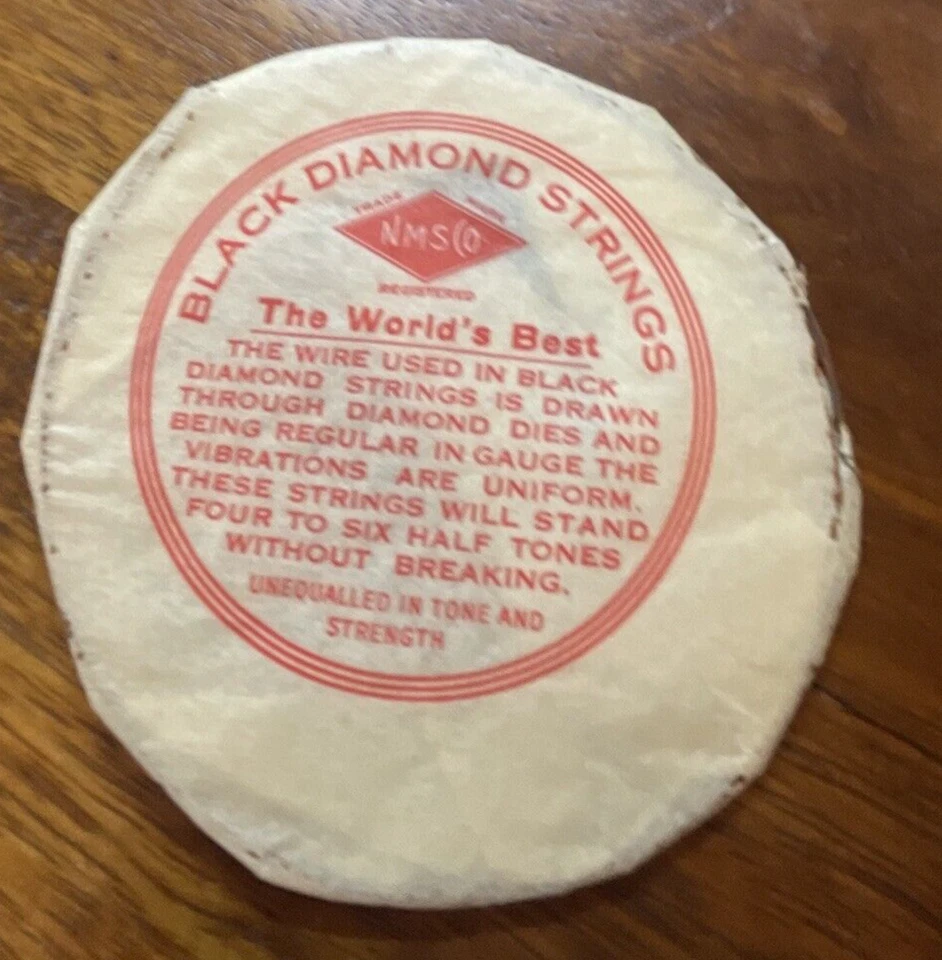 BLACK DIAMOND STRINGS
TRADE MARK
NMSCO
REGISTERED
The World's Best
THE WIRE USED IN BLACK
DIAMOND STRINGS IS DRAWN
THROUGH DIAMOND DIES AND
BEING REGULAR IN GAUGE THE
VIBRATIONS ARE UNIFORM.
THESE STRINGS WILL STAND
FOUR TO SIX HALF TONES
WITHOUT BREAKING.
UNEQUALLED IN TONE AND
STRENGTH